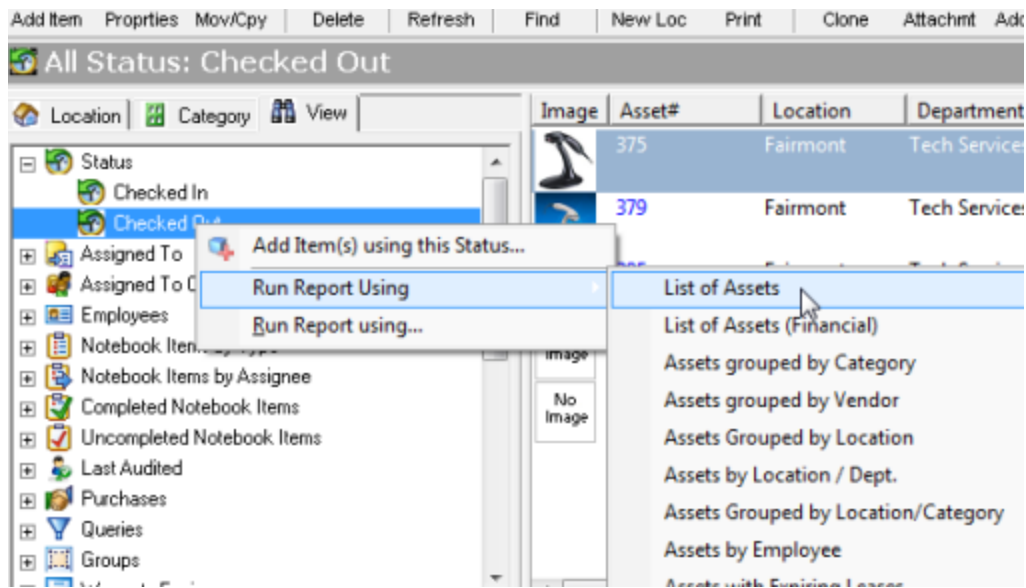 Add Item Proprties Mov/Cpy Delete Refresh Find New Loc Print Clone Attachmt
All Status: Checked Out
Location Category View
Image Asset# Location Department
Status
375 Fairmont Tech Services
Checked In
Checked
379 Fairmont Tech Services
Add Item(s) using this Status...
Assigned To
Assigned To
Run Report Using
List of Assets
Employees
Run Report using...
List of Assets (Financial)
Notebook
Image
Assets grouped by Category
Notebook Items by Assignee
No
Image
Assets grouped by Vendor
Completed Notebook Items
Uncompleted Notebook Items
Assets Grouped by Location
Last Audited
Assets by Location / Dept.
Purchases
Assets Grouped by Location/Category
Queries
Assets by Employee
Groups